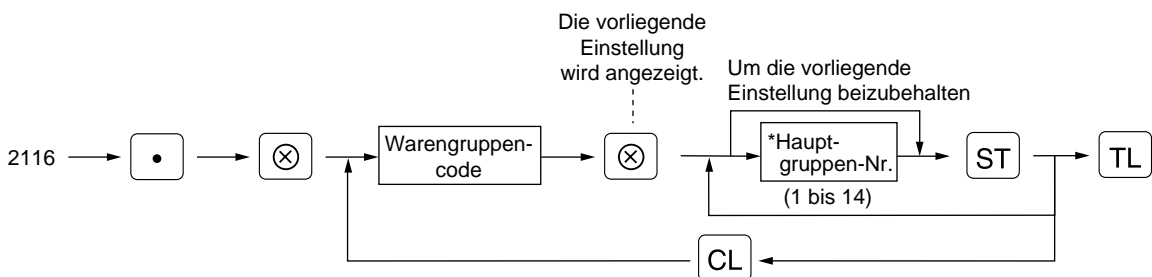 Die vorliegende
Einstellung
wird angezeigt.
Um die vorliegende
Einstellung beizubehalten
2116
•
⊗
Warengruppen-
code
⊗
*Haupt-
gruppen-Nr.
(1 bis 14)
ST
TL
CL